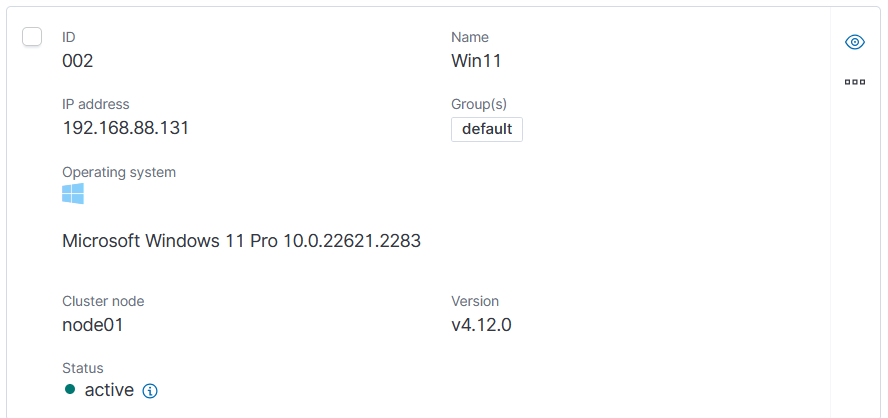 ID
Name
002
Win11
IP address
Group(s)
192.168.88.131
default
Operating system
Microsoft Windows 11 Pro 10.0.22621.2283
Cluster node
Version
node01
v4.12.0
Status
active